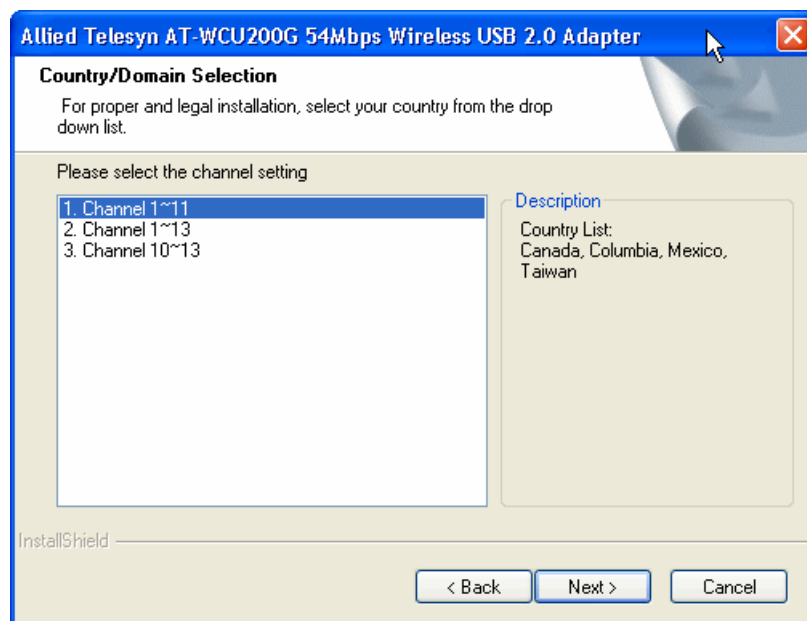 Allied Telesyn AT-WCU200G 54Mbps Wireless USB 2.0 Adapter
Country/Domain Selection
For proper and legal installation, select your country from the drop
down list.
Please select the channel setting
1. Channel 1~11
2. Channel 1~13
3. Channel 10~13
Description
Country List:
Canada, Columbia, Mexico,
Taiwan
InstallShield
< Back
Next >
Cancel